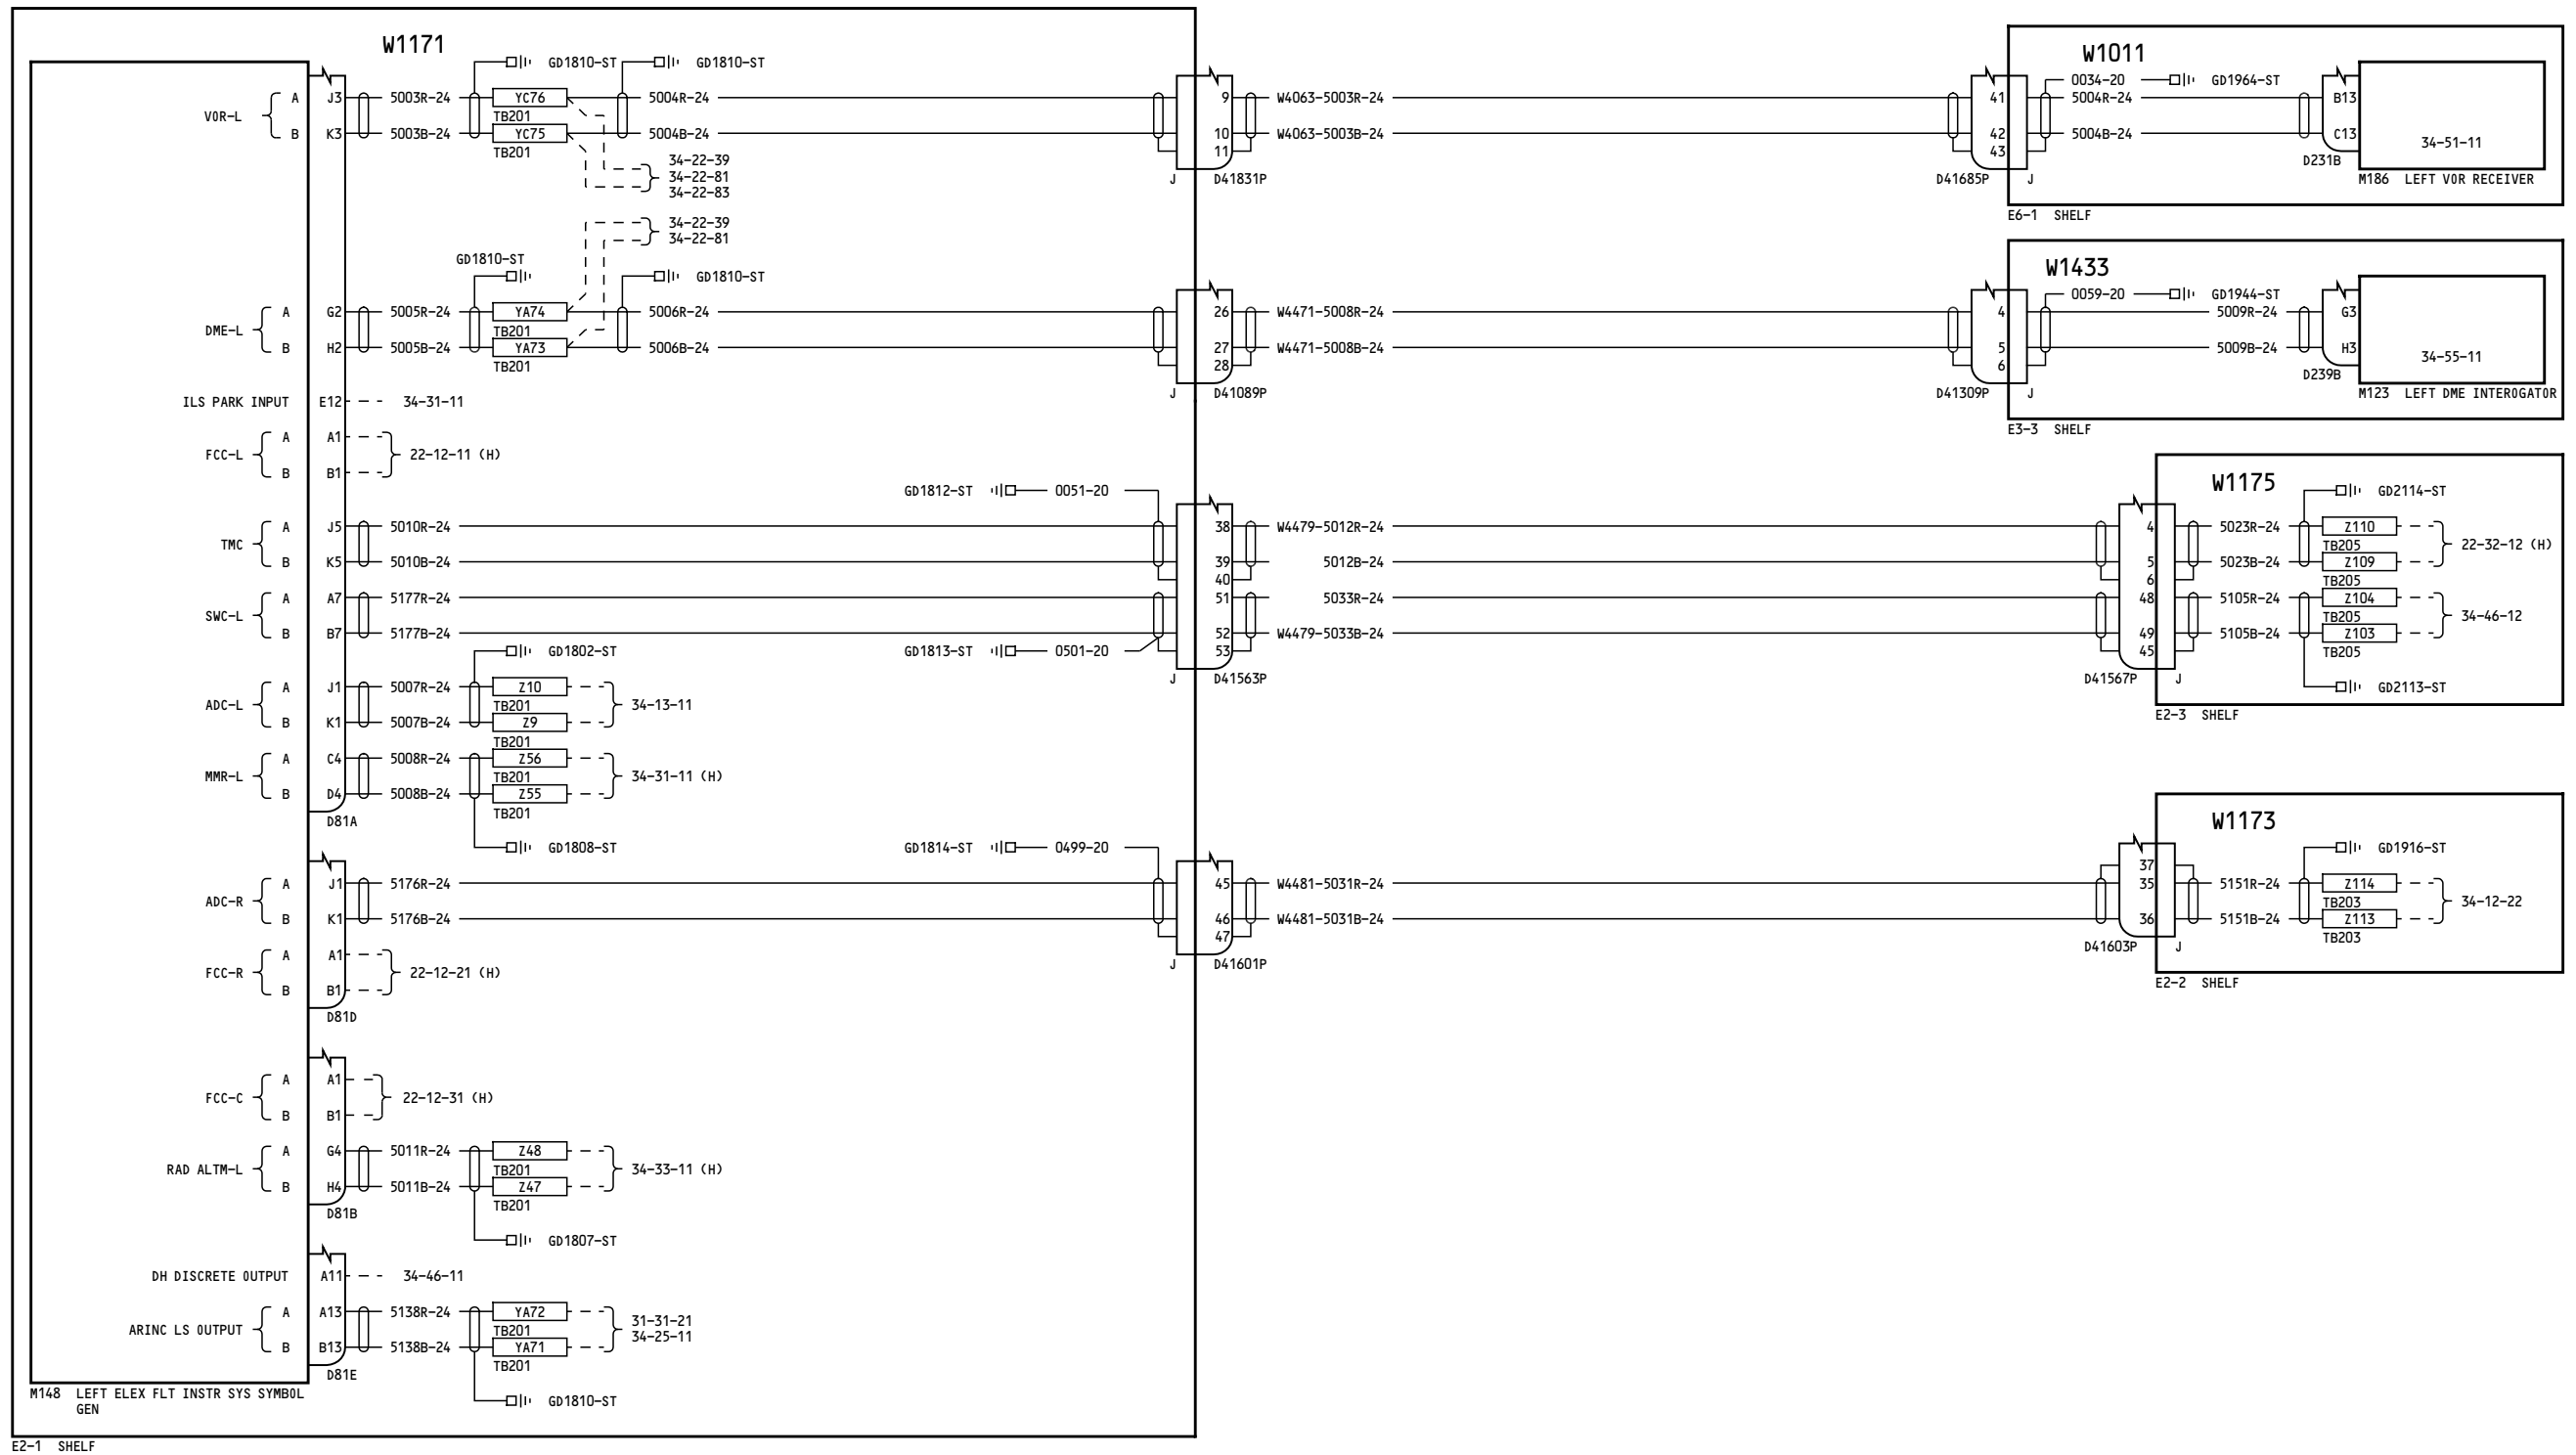 W1171
GD1810-ST
GD1810-ST
VOR-L
A J3 5003R-24 YC76 5004R-24
TB201
B K3 5003B-24 YC75 5004B-24
TB201
34-22-39
34-22-81
34-22-83
9 W4063-5003R-24 41
10 W4063-5003B-24 42
11 43
J D41831P
D41685P J
W1011
0034-20 GD1964-ST
5004R-24 B13
5004B-24 C13
D231B
34-51-11
M186 LEFT VOR RECEIVER
E6-1 SHELF
34-22-39
34-22-81
GD1810-ST
GD1810-ST
DME-L
A G2 5005R-24 YA74 5006R-24
TB201
B H2 5005B-24 YA73 5006B-24
TB201
26 W4471-5008R-24 4
27 W4471-5008B-24 5
28 6
J D41089P
D41309P J
W1433
0059-20 GD1944-ST
5009R-24 G3
5009B-24 H3
D239B
34-55-11
M123 LEFT DME INTEROGATOR
E3-3 SHELF
ILS PARK INPUT E12 34-31-11
FCC-L
A A1
B B1
22-12-11 (H)
GD1812-ST 0051-20
TMC
A J5 5010R-24 38 W4479-5012R-24 4
B K5 5010B-24 39 5012B-24 5
40 6
SWC-L
A A7 5177R-24 51 5033R-24 48
B B7 5177B-24 52 W4479-5033B-24 49
GD1813-ST 0501-20 53 45
J D41563P
D41567P J
W1175
GD2114-ST
5023R-24 Z110
TB205
5023B-24 Z109
TB205
22-32-12 (H)
5105R-24 Z104
TB205
5105B-24 Z103
TB205
34-46-12
GD2113-ST
E2-3 SHELF
GD1802-ST
ADC-L
A J1 5007R-24 Z10
TB201
B K1 5007B-24 Z9
TB201
34-13-11
MMR-L
A C4 5008R-24 Z56
TB201
B D4 5008B-24 Z55
TB201
34-31-11 (H)
D81A
GD1808-ST
GD1814-ST 0499-20
ADC-R
A J1 5176R-24 45 W4481-5031R-24 35
B K1 5176B-24 46 W4481-5031B-24 36
47 37
J D41601P
D41603P J
W1173
GD1916-ST
5151R-24 Z114
TB203
5151B-24 Z113
TB203
34-12-22
E2-2 SHELF
FCC-R
A A1
B B1
22-12-21 (H)
D81D
FCC-C
A A1
B B1
22-12-31 (H)
RAD ALTM-L
A G4 5011R-24 Z48
TB201
B H4 5011B-24 Z47
TB201
34-33-11 (H)
D81B
GD1807-ST
DH DISCRETE OUTPUT A11 34-46-11
ARINC LS OUTPUT
A A13 5138R-24 YA72
TB201
B B13 5138B-24 YA71
TB201
31-31-21
34-25-11
D81E
GD1810-ST
M148 LEFT ELEX FLT INSTR SYS SYMBOL
GEN
E2-1 SHELF